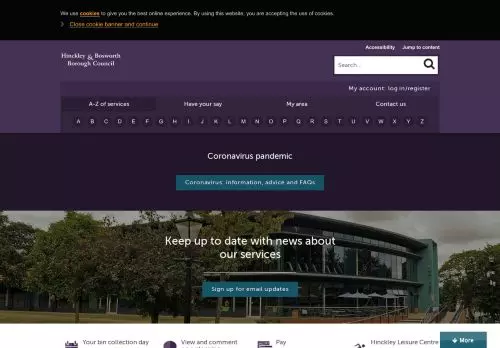 We use cookies to give you the best online experience. By using this website, you are accepting the use of cookies.
Close cookie banner and continue
Accessibility Jump to content
Hinckley & Bosworth
Borough Council
Search...
My account: log in/register
A-Z of services Have your say My area Contact us
A B C D E F G H I J L M N O P Q R S T U V W X Y Z
Coronavirus pandemic
Coronavirus: information, advice and FAQs
Keep up to date with news about
our services
Sign up for email updates
Your bin collection day View and comment Pay Hinckley Leisure Centre
More